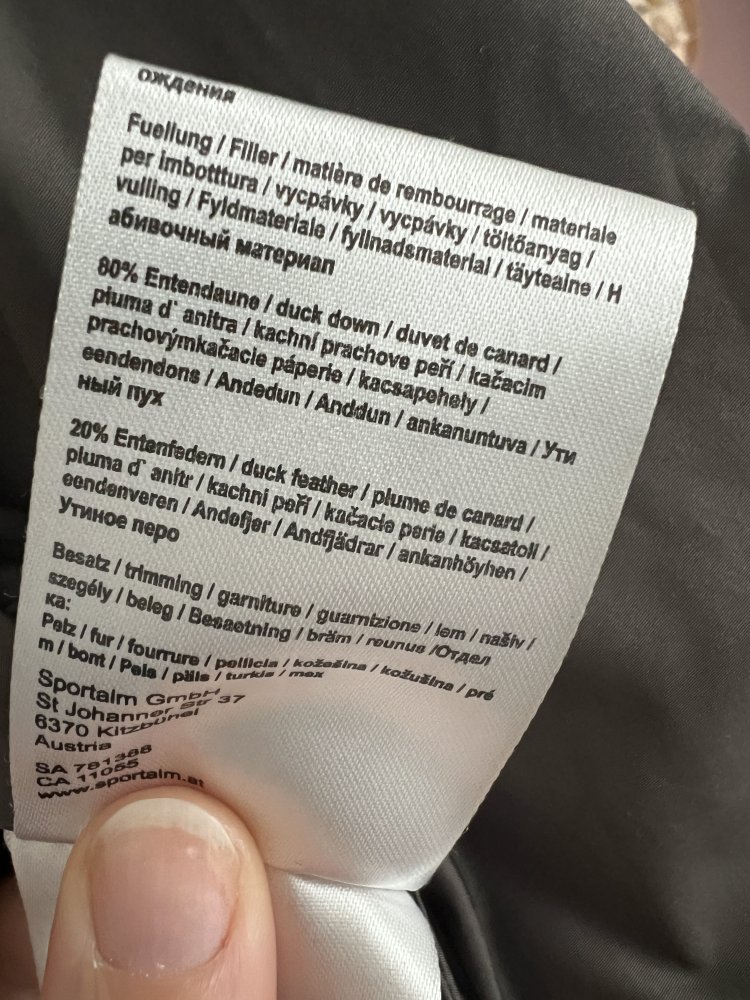 ождения
Fuellung / Filler / matière de rembourrage / materiale
per imbotttura / vycpávky / vycpávky / töltőanyag /
vulling / Fyldmateriale / fyllnadsmaterial / täyteaine / Н
абивочный материал
80% Entendaune / duck down / duvet de canard /
piuma d` anitra / kachní prachove peří / kačacim
prachovýmkačacie páperie / kacsapehely /
eendendons / Andedun / Anddun / ankanuntuva / Ути
ный пух
20% Entenfedern / duck feather / plume de canard /
piuma d` anitr / kachní peří / kačacie perie / kacsatoll /
eendenveren / Andefjer / Andfjädrar / ankanhöyhen /
Утиное перо
Besatz / trimming / garniture / guarnizione / lem / našiv /
szegély / beleg / Besaetning / bräm / reunus /Отдел
ка:
Pelz / fur / fourrure / pellicia / kožešina / kožušina / pré
m / bont / Pels / päls / turkis / мех
Sportalm GmbH
St Johanner Str 37
6370 Kitzbühel
Austria
SA 781388
CA 11055
www.sportalm.at